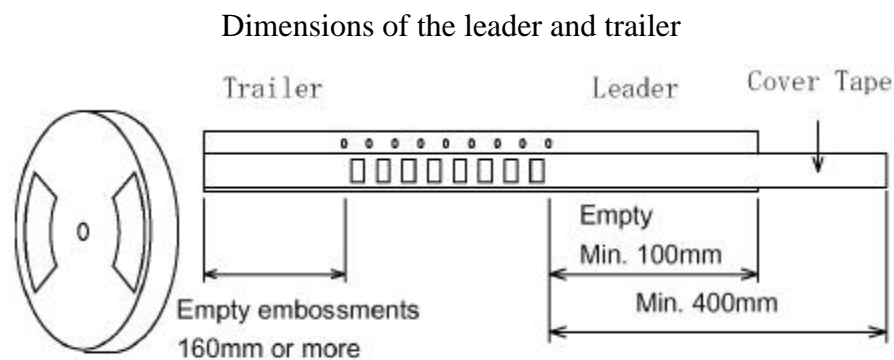 Dimensions of the leader and trailer
Trailer
Leader
Cover Tape
Empty
Min. 100mm
Min. 400mm
Empty embossments
160mm or more